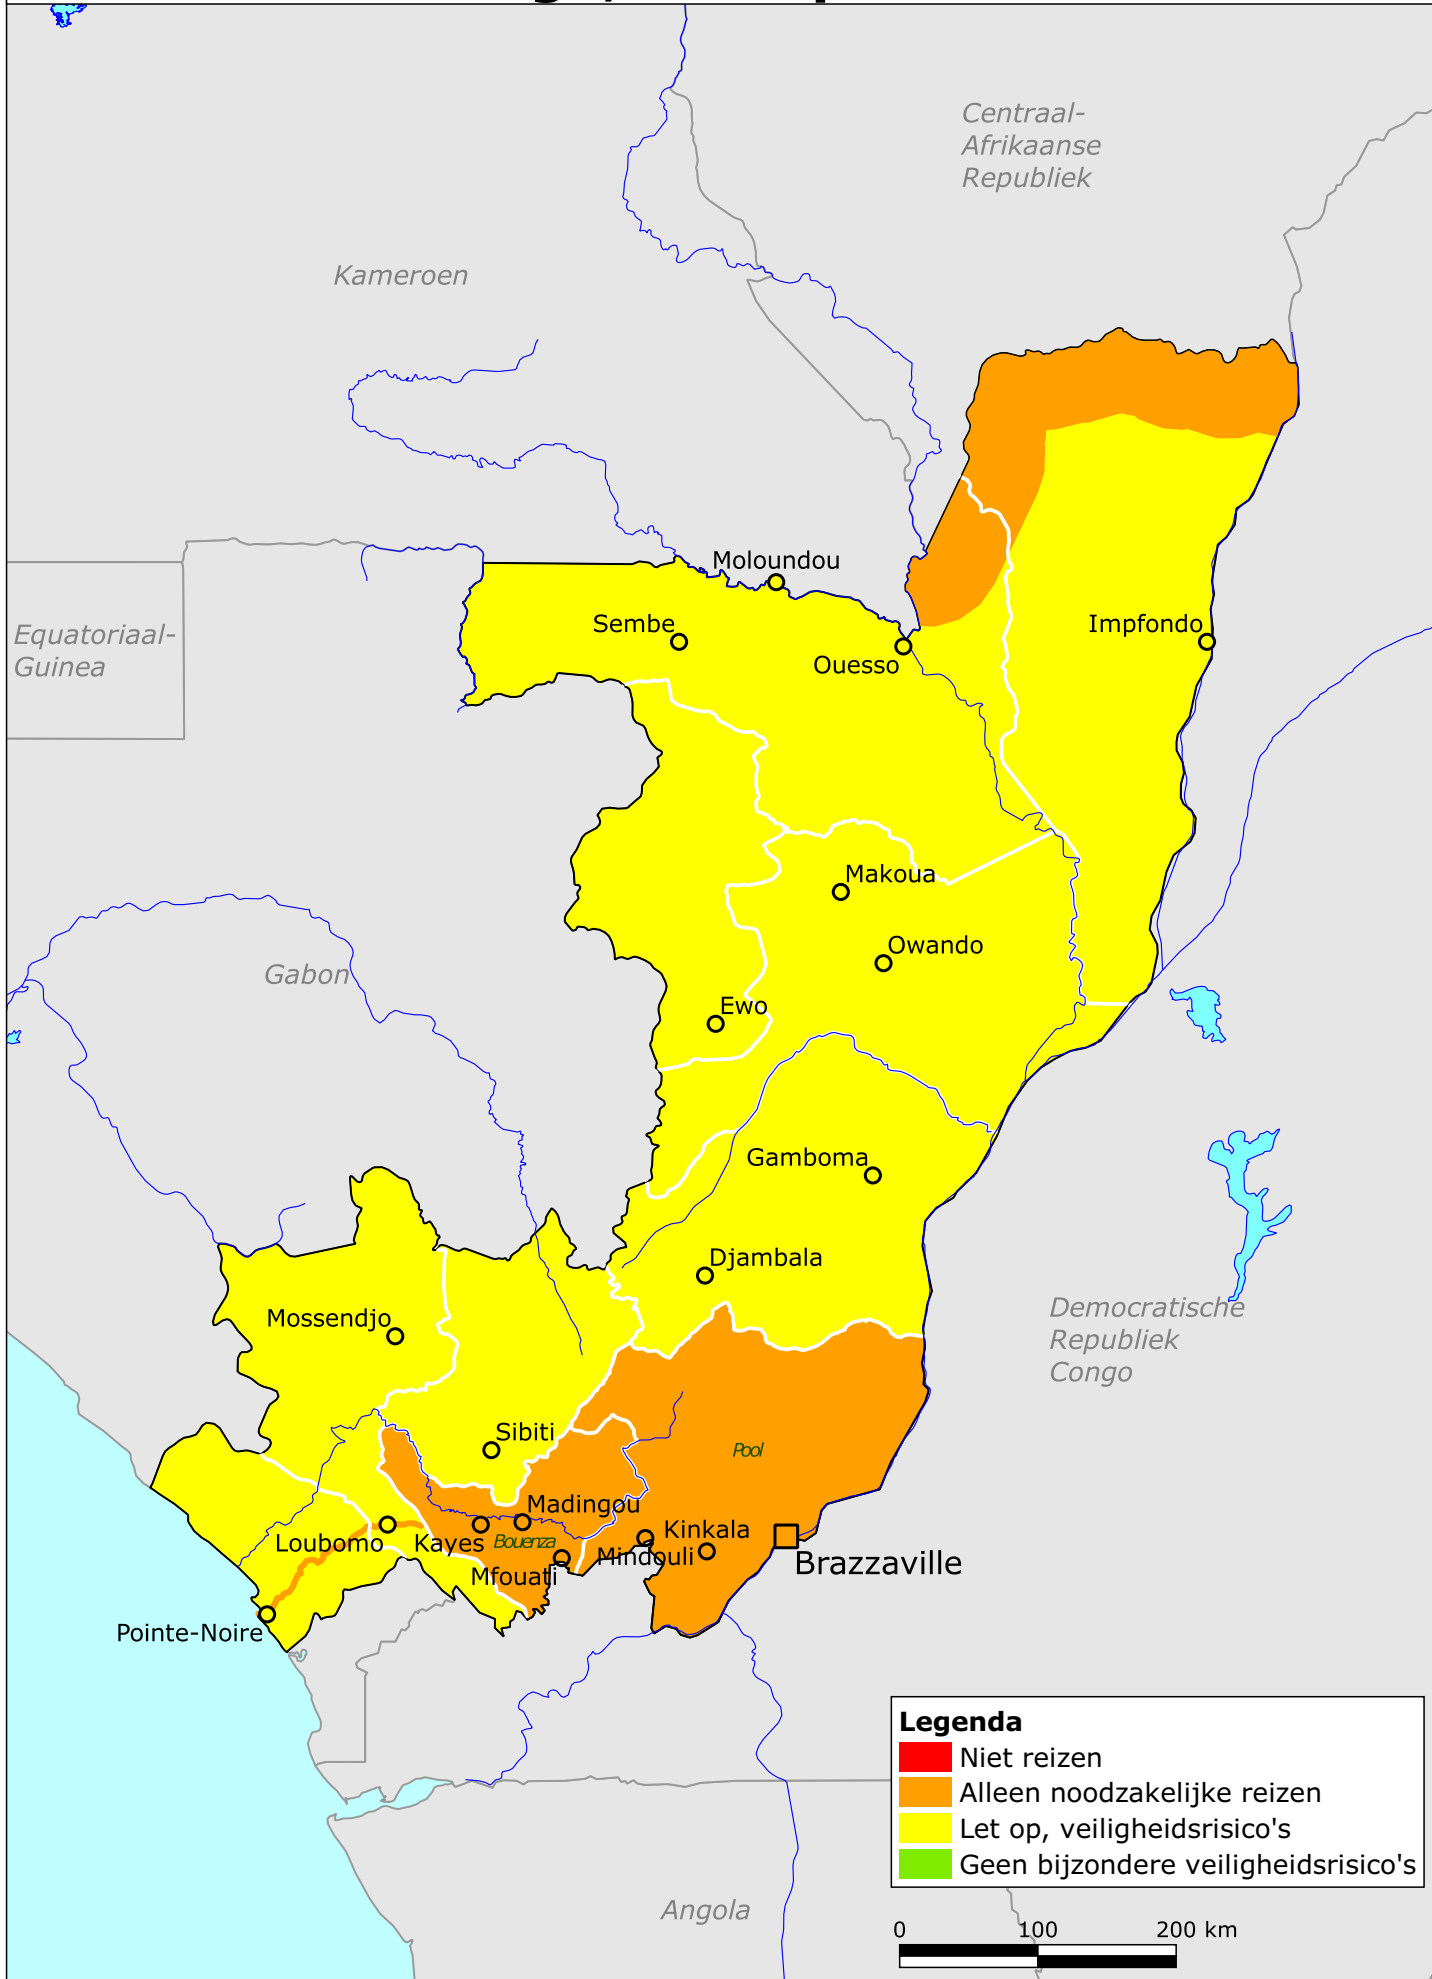 Centraal-
Afrikaanse
Republiek
Kameroen
Moloundou
Sembe
Impfondo
Equatoriaal-
Guinea
Ouesso
Makoua
Owando
Gabon
Ewo
Gamboma
Djambala
Democratische
Republiek
Congo
Mossendjo
Sibiti
Pool
Madingou
Loubomo
Kayes
Bouenza
Kinkala
Mindouli
Mfouati
Brazzaville
Pointe-Noire
Legenda
Niet reizen
Alleen noodzakelijke reizen
Let op, veiligheidsrisico's
Geen bijzondere veiligheidsrisico's
Angola
0 100 200 km